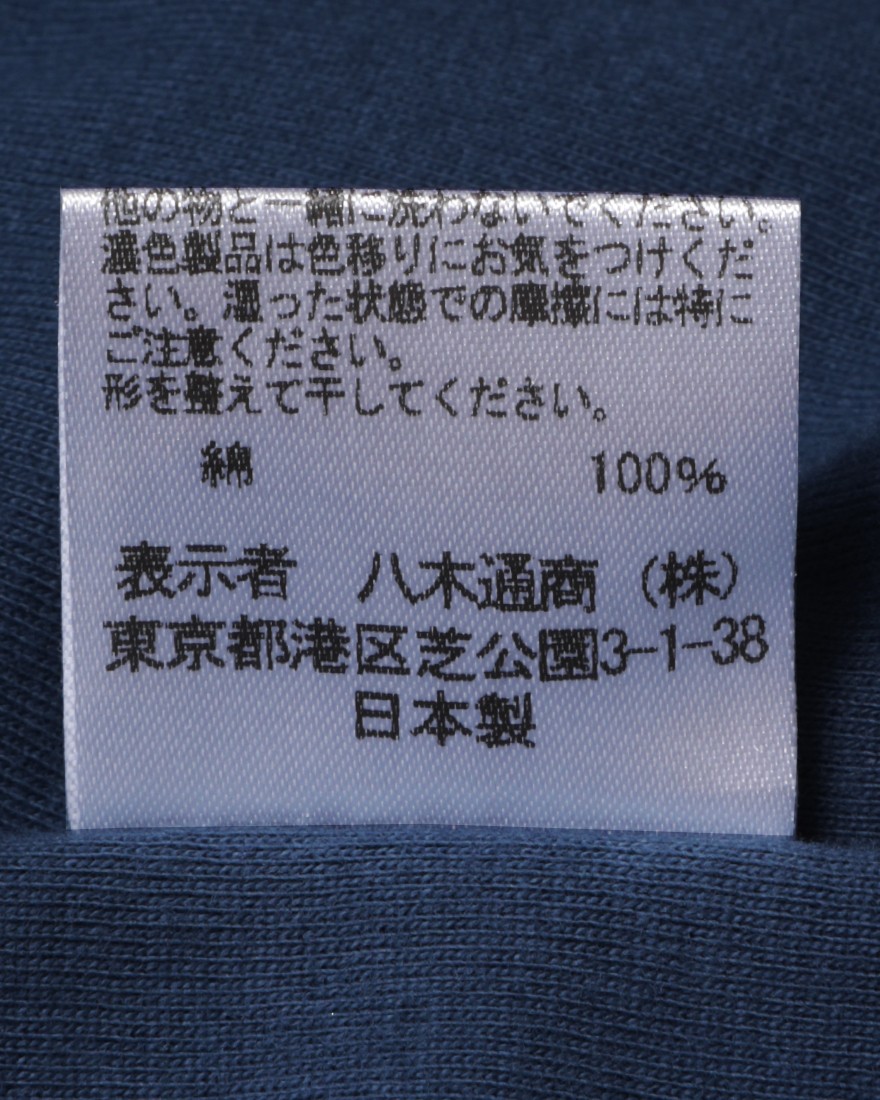 他の物と一緒に洗わないでください。
濃色製品は色移りにお気をつけくだ
さい。湿った状態での摩擦には特に
ご注意ください。
形を整えて干してください。
綿 100%
表示者 八木通商(株)
東京都港区芝公園3-1-38
日本製